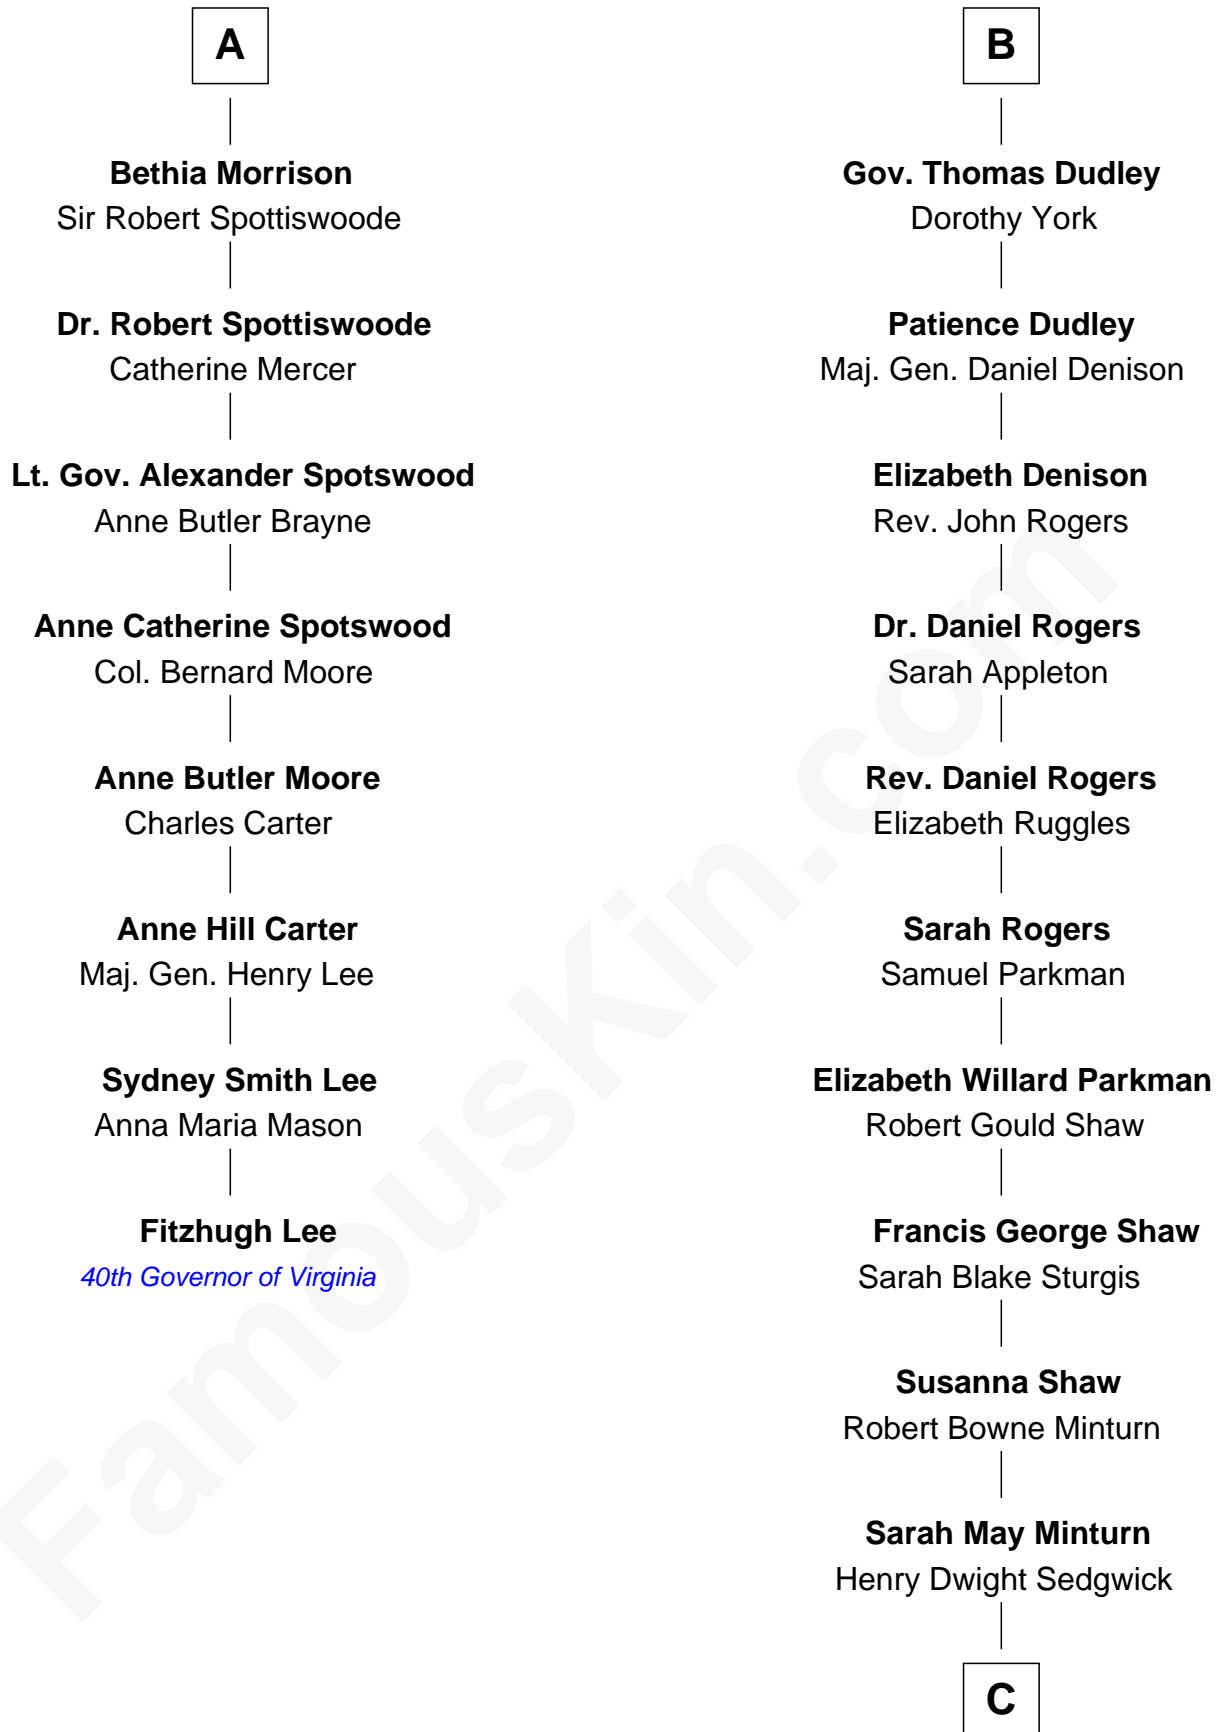 A
Bethia Morrison
Sir Robert Spottiswoode
Dr. Robert Spottiswoode
Catherine Mercer
Lt. Gov. Alexander Spotswood
Anne Butler Brayne
Anne Catherine Spotswood
Col. Bernard Moore
Anne Butler Moore
Charles Carter
Anne Hill Carter
Maj. Gen. Henry Lee
Sydney Smith Lee
Anna Maria Mason
Fitzhugh Lee
40th Governor of Virginia
B
Gov. Thomas Dudley
Dorothy York
Patience Dudley
Maj. Gen. Daniel Denison
Elizabeth Denison
Rev. John Rogers
Dr. Daniel Rogers
Sarah Appleton
Rev. Daniel Rogers
Elizabeth Ruggles
Sarah Rogers
Samuel Parkman
Elizabeth Willard Parkman
Robert Gould Shaw
Francis George Shaw
Sarah Blake Sturgis
Susanna Shaw
Robert Bowne Minturn
Sarah May Minturn
Henry Dwight Sedgwick
C
FamousKin.com